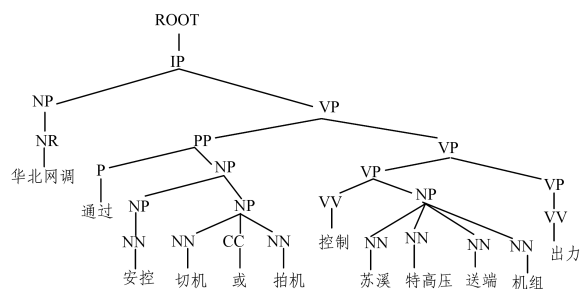 ROOT
IP
NP VP
NR PP VP
华北网调 P NP VP VP
通过 NP NP VV NP VV
NN NN CC NN 控制 NN NN NN NN 出力
安控 切机 或 拍机 苏溪 特高压 送端 机组